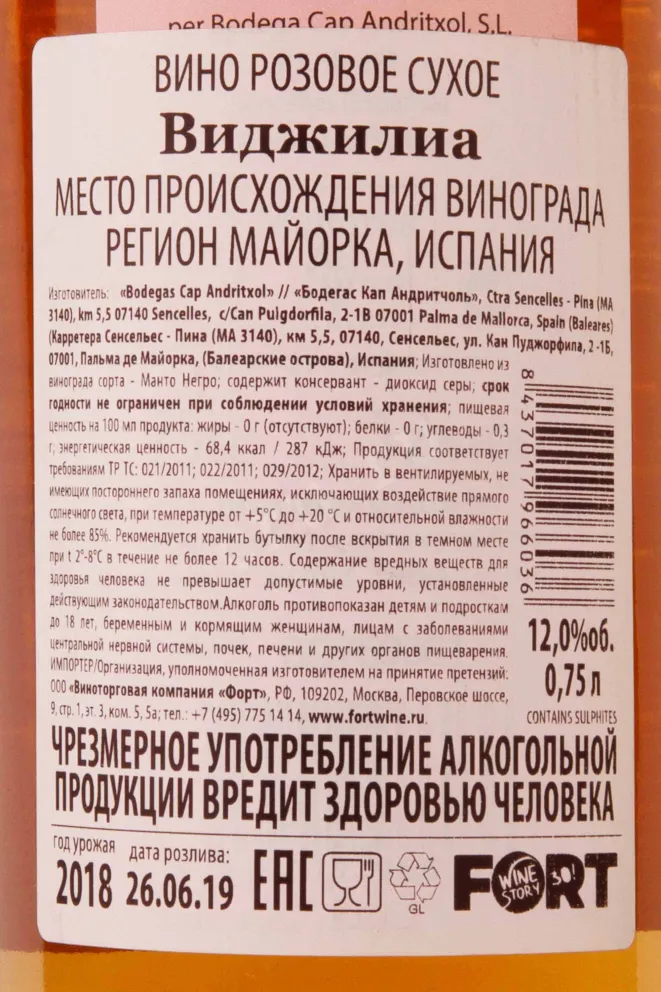 per Bodega Cap Andritxol, S.L.
ВИНО РОЗОВОЕ СУХОЕ
Виджилиа
МЕСТО ПРОИСХОЖДЕНИЯ ВИНОГРАДА
РЕГИОН МАЙОРКА, ИСПАНИЯ
Изготовитель: «Bodegas Cap Andritxol» // «Бодегас Кап Андритчоль», Ctra Sencelles - Pina (MA
3140), km 5,5 07140 Sencelles, c/Can Puigdorfila, 2-1B 07001 Palma de Mallorca, Spain (Baleares)
(Карретера Сенсельес - Пина (MA 3140), км 5,5, 07140, Сенсельес, ул. Кан Пуджорфила, 2 -1Б,
07001, Пальма де Майорка, (Балеарские острова), Испания; Изготовлено из
винограда сорта - Манто Негро; содержит консервант - диоксид серы; срок
годности не ограничен при соблюдении условий хранения; пищевая
ценность на 100 мл продукта: жиры - 0 г (отсутствуют); белки - 0 г; углеводы - 0,3
г; энергетическая ценность - 68,4 ккал / 287 кДж; Продукция соответствует
требованиям ТР ТС: 021/2011; 022/2011; 029/2012; Хранить в вентилируемых, не
имеющих постороннего запаха помещениях, исключающих воздействие прямого
солнечного света, при температуре от +5°С до +20 °С и относительной влажности
не более 85%. Рекомендуется хранить бутылку после вскрытия в темном месте
при t 2°-8°С в течение не более 12 часов. Содержание вредных веществ для
здоровья человека не превышает допустимые уровни, установленные
действующим законодательством.Алкоголь противопоказан детям и подросткам
до 18 лет, беременным и кормящим женщинам, лицам с заболеваниями
центральной нервной системы, почек, печени и других органов пищеварения.
ИМПОРТЕР/Организация, уполномоченная изготовителем на принятие претензий:
ООО «Виноторговая компания «Форт», РФ, 109202, Москва, Перовское шоссе,
9, стр. 1, эт. 3, ком. 5, 5а; тел.: +7 (495) 775 14 14, www.fortwine.ru.
8 437017 966036
12,0%об.
0,75 л
CONTAINS SULPHITES
ЧРЕЗМЕРНОЕ УПОТРЕБЛЕНИЕ АЛКОГОЛЬНОЙ
ПРОДУКЦИИ ВРЕДИТ ЗДОРОВЬЮ ЧЕЛОВЕКА
год урожая дата розлива:
2018 26.06.19
EAC
GL
FORT
WINE STORY 3.0!